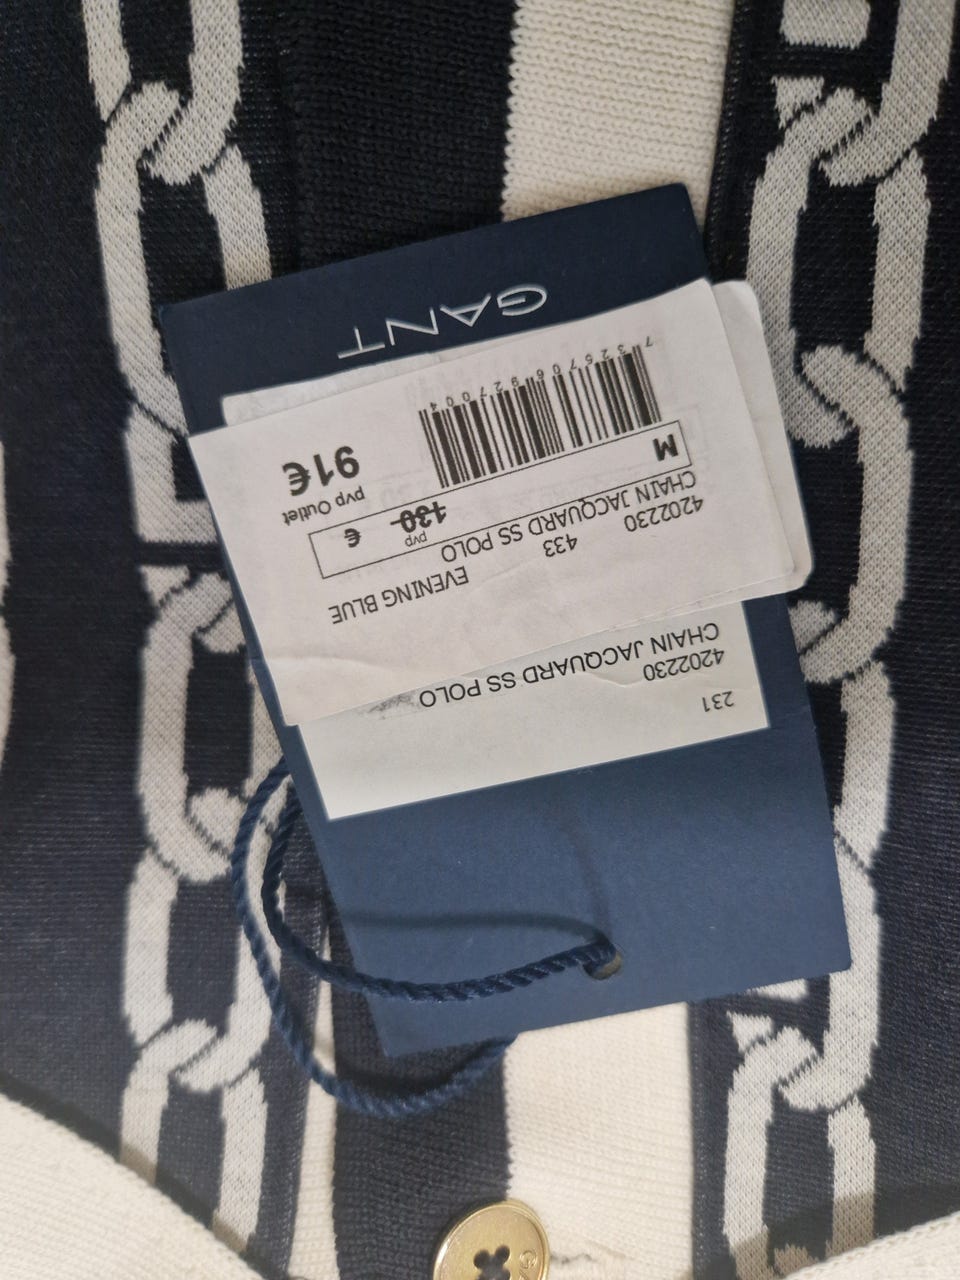 231
4202230
CHAIN JACQUARD SS POLO
4202230 433 EVENING BLUE
CHAIN JACQUARD SS POLO
M pvp 130 €
pvp Outlet
91€
7325706927004
GANT